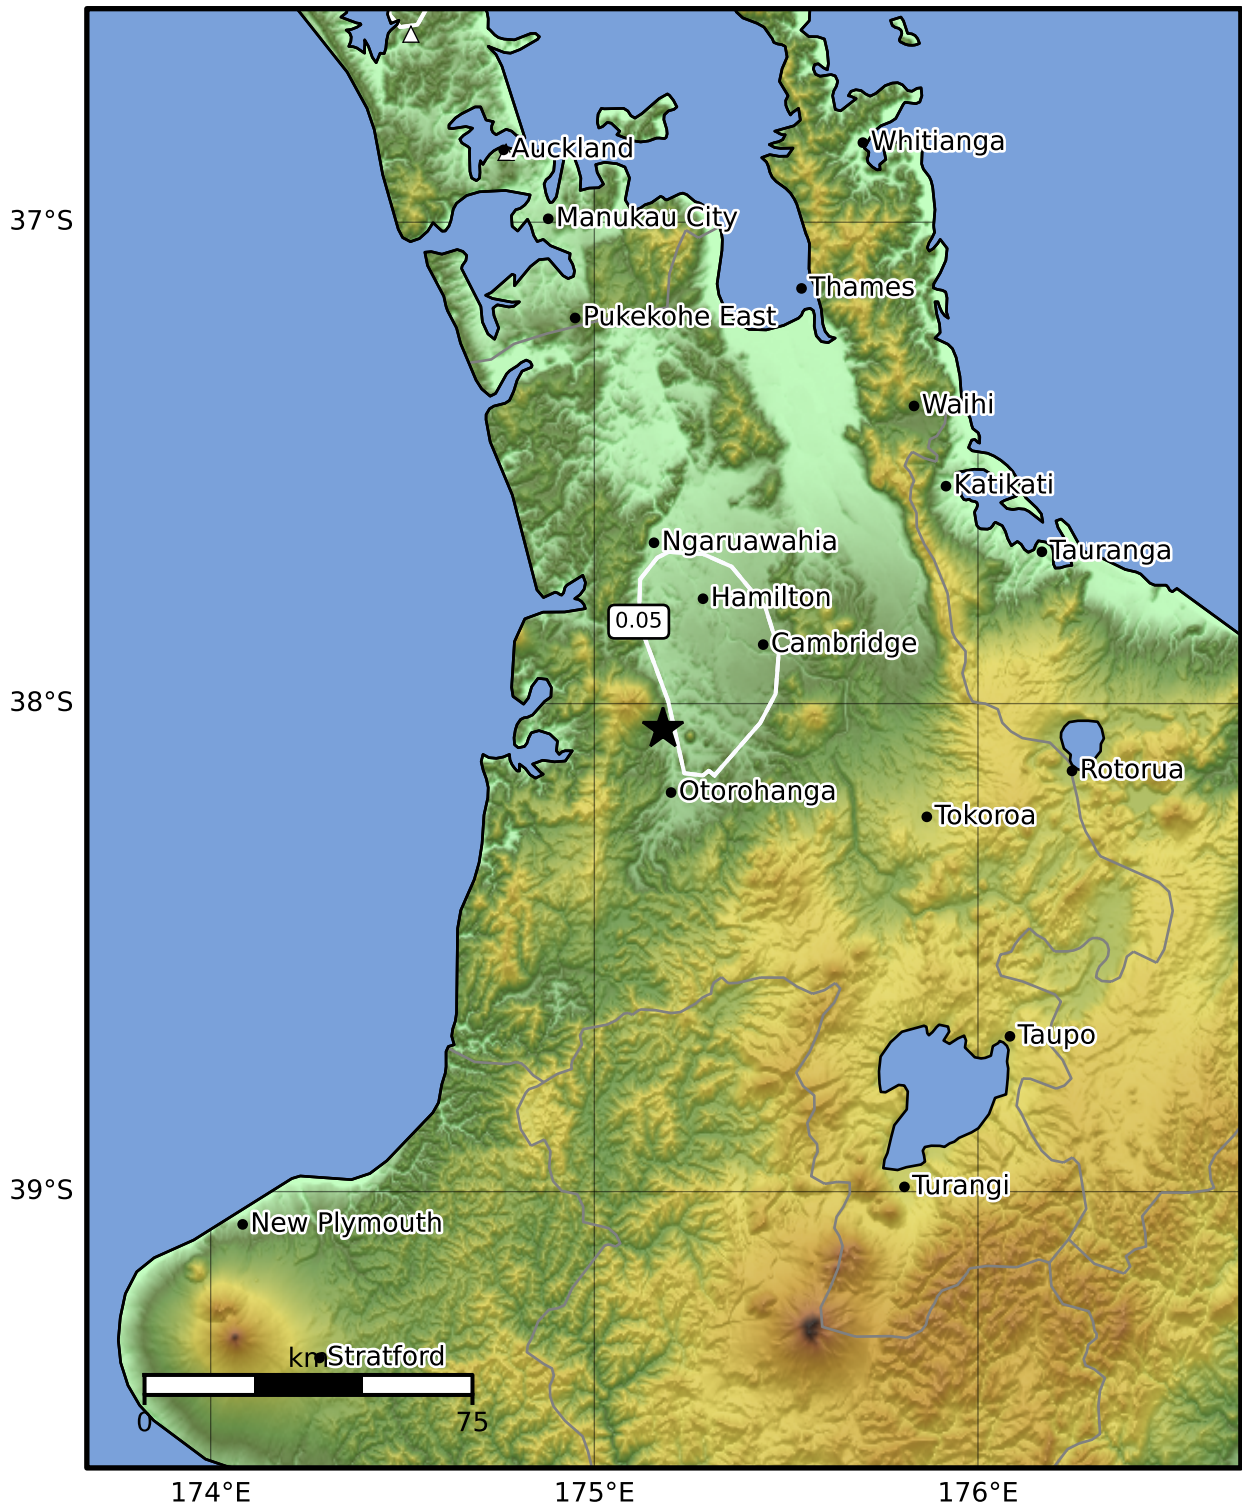 Auckland
Whitianga
37°S
Manukau City
Thames
Pukekohe East
Waihi
Katikati
Ngaruawahia
Tauranga
Hamilton
0.05
Cambridge
38°S
Rotorua
Otorohanga
Tokoroa
Taupo
39°S
Turangi
New Plymouth
km
Stratford
0
75
174°E
175°E
176°E